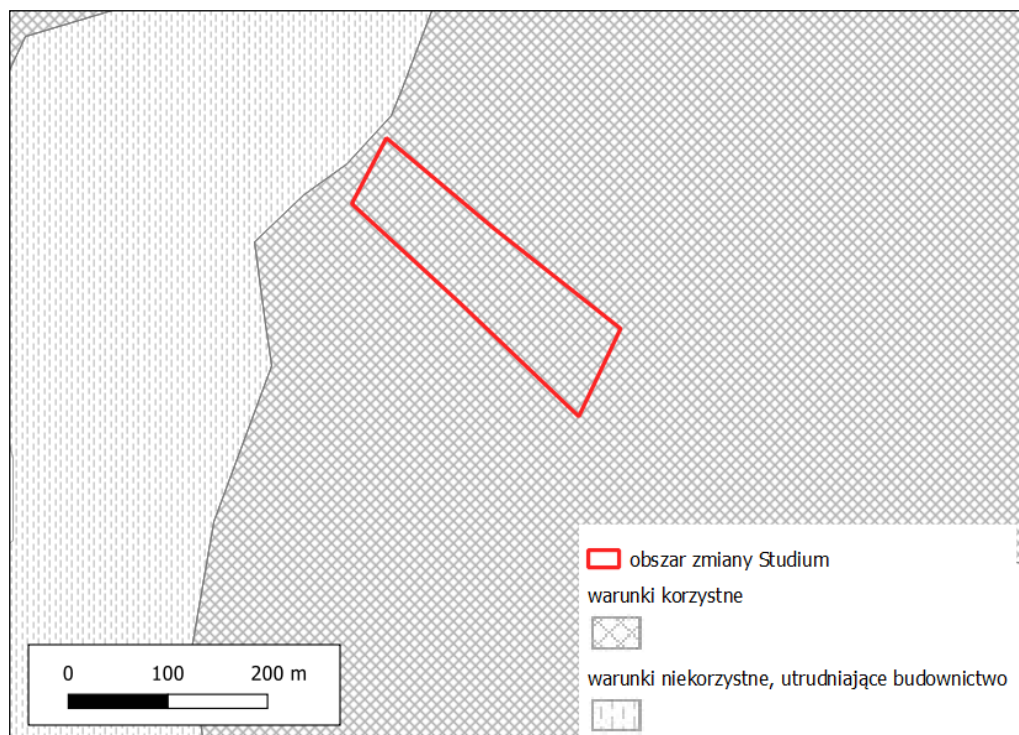 obszar zmiany Studium
warunki korzystne
warunki niekorzystne, utrudniające budownictwo
0 100 200 m